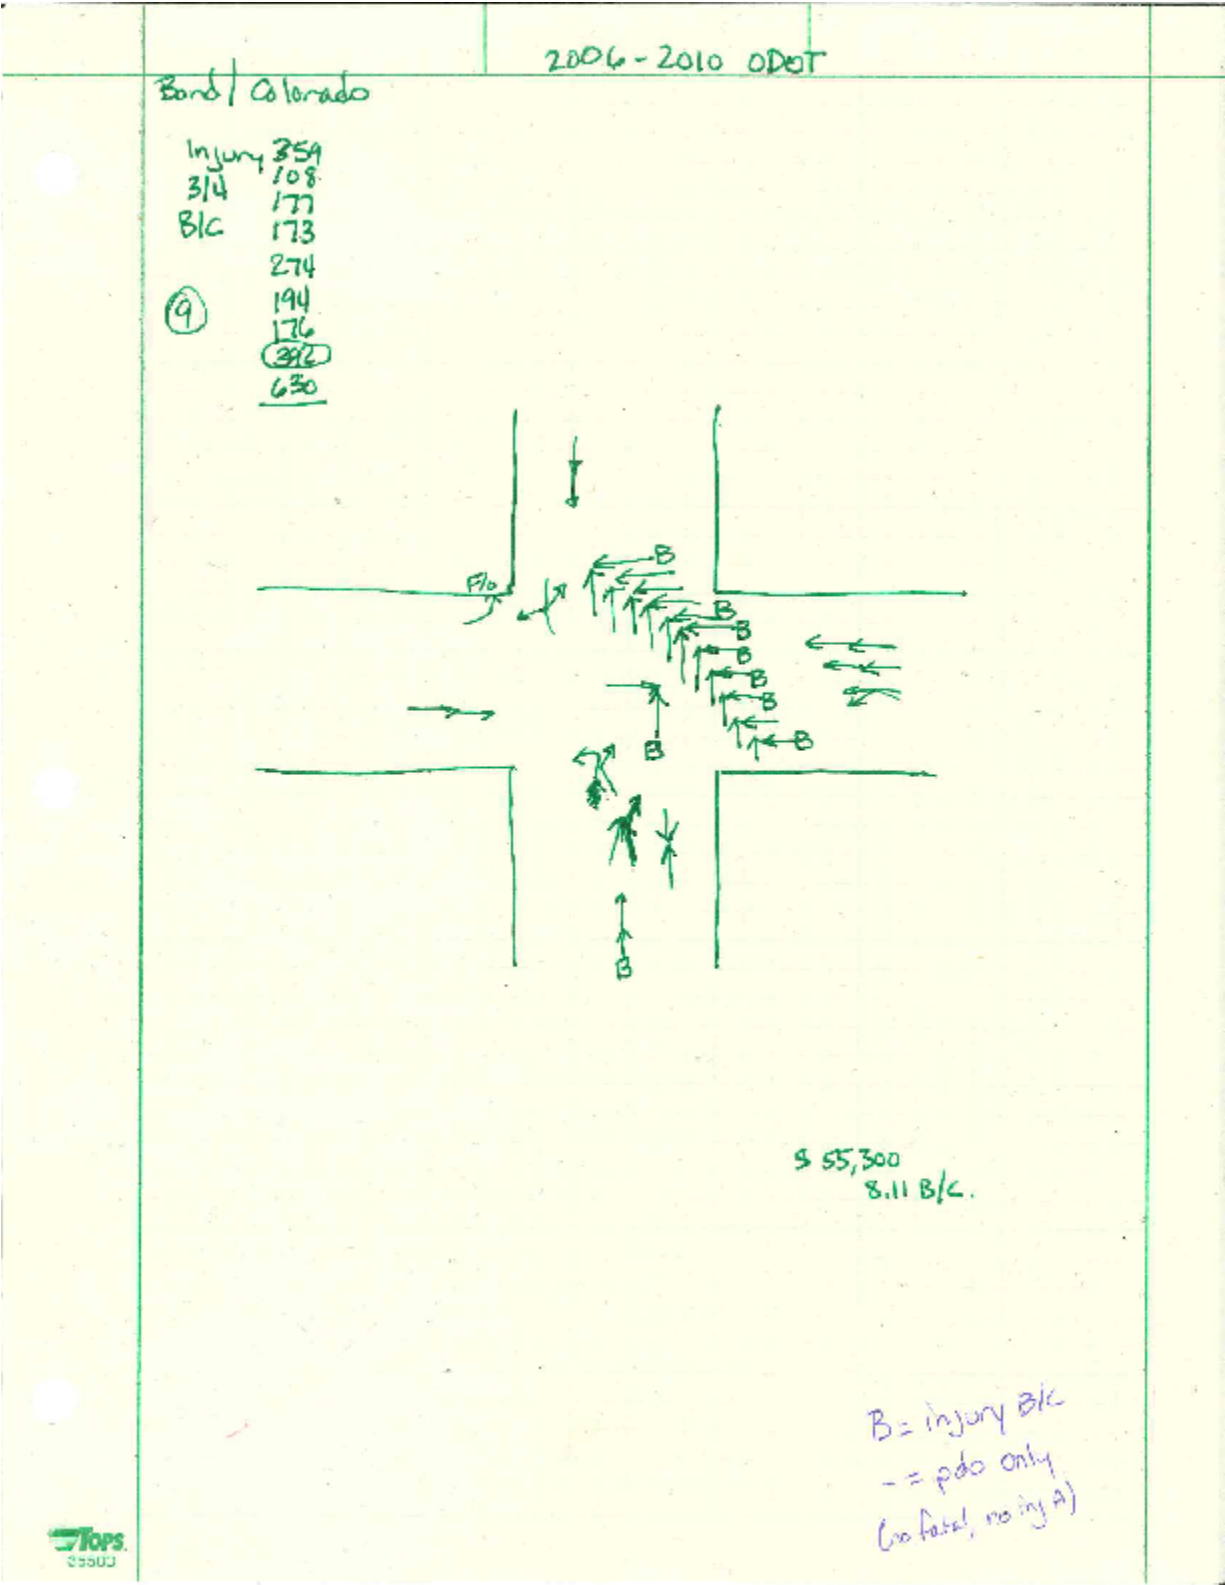 2006-2010 ODOT
Bond/Colorado
Injury 359
3/4 108
177
B/C 173
274
9 194
176
392
630
B
F/o
B
B
B
B
B
B
B
B
$ 55,300
8.11 B/C.
B = injury B/C
- = pdo only
(no fatal, no inj A)
TOPS
35500